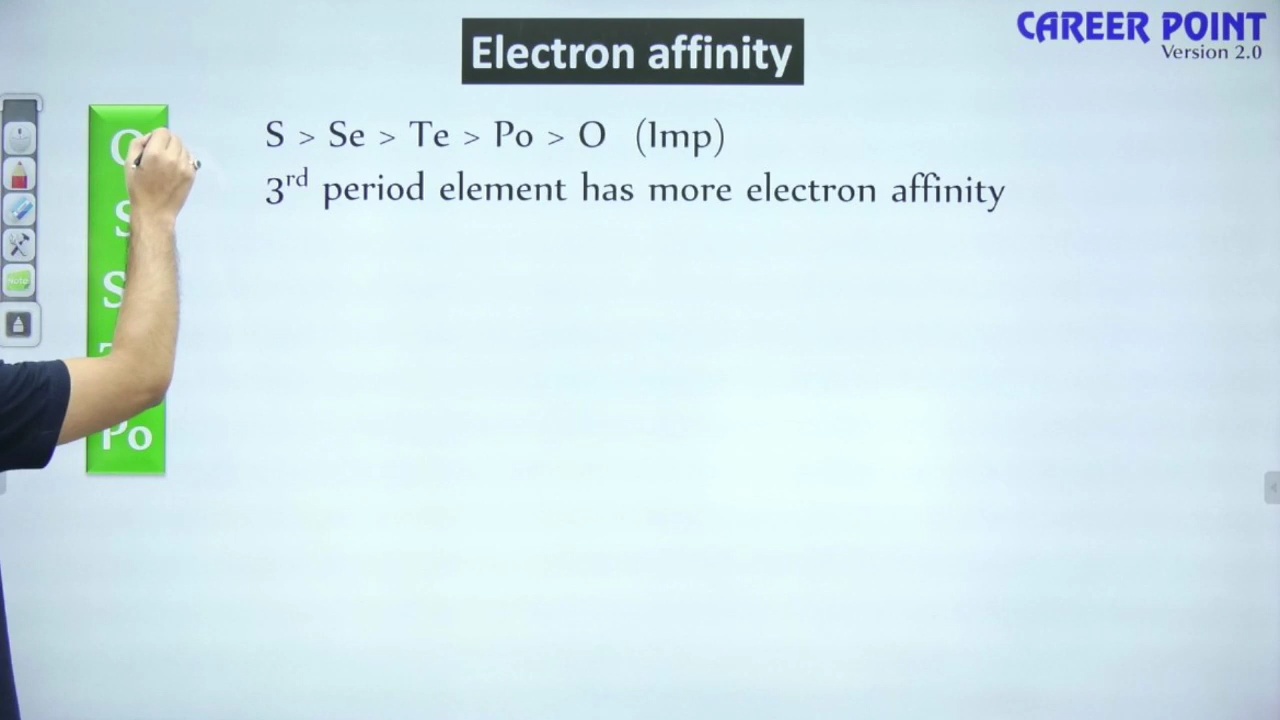 Electron affinity
CAREER POINT
Version 2.0
S > Se > Te > Po > O (Imp)
3rd period element has more electron affinity
O
S
Po
Note